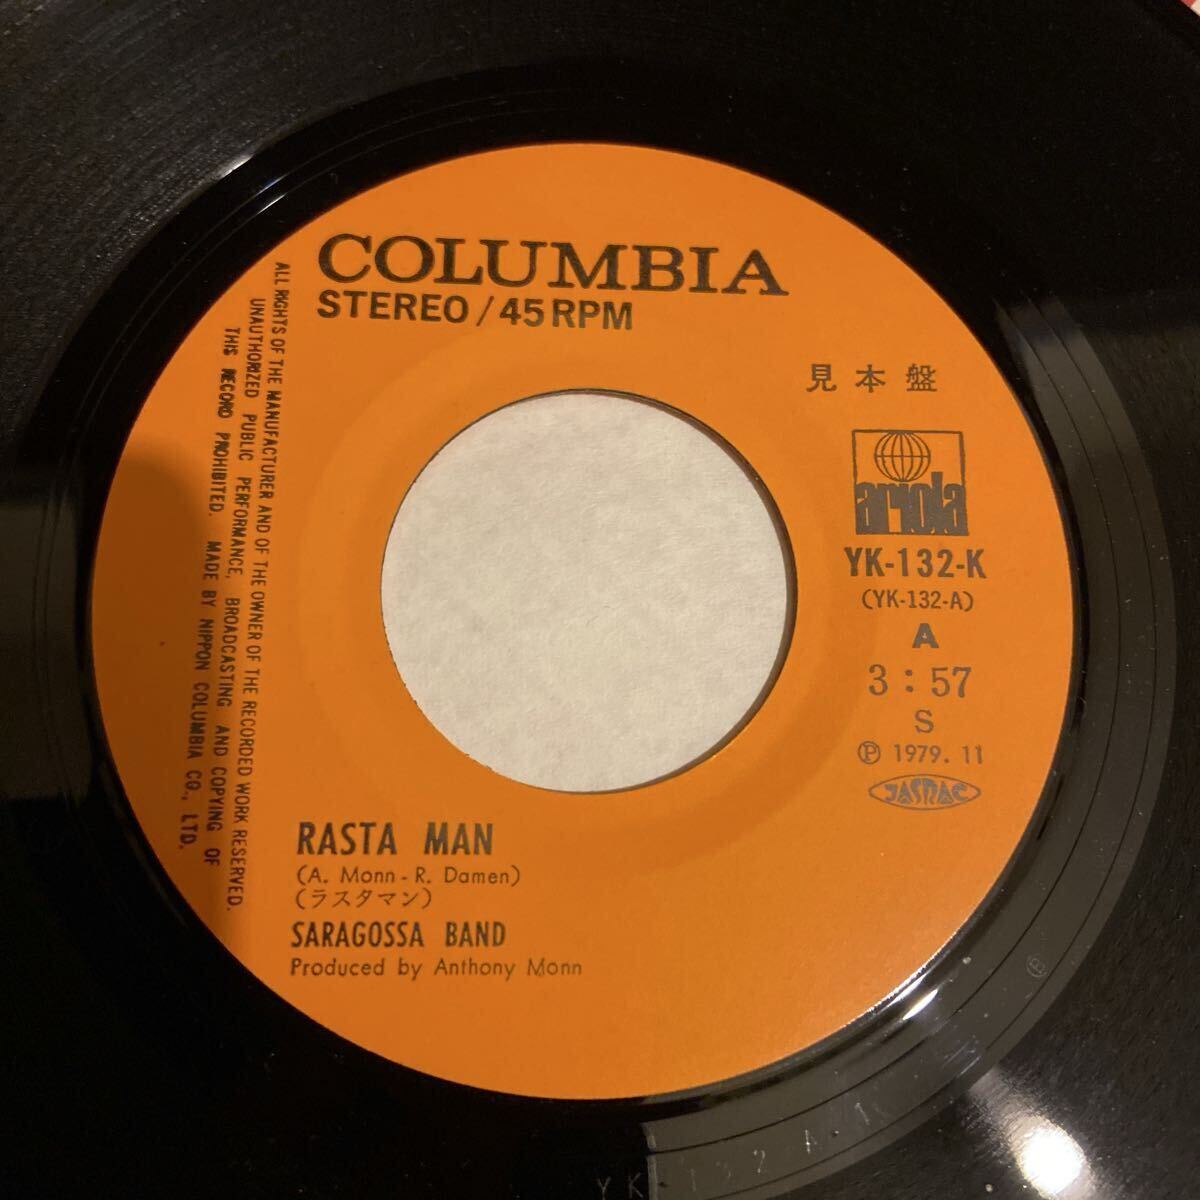 COLUMBIA
STEREO / 45 RPM
見本盤
ariola
YK-132-K
(YK-132-A)
A
3:57
S
Ⓟ 1979. 11
JASRAC
RASTA MAN
(A. Monn - R. Damen)
(ラスタマン)
SARAGOSSA BAND
Produced by Anthony Monn
ALL RIGHTS OF THE MANUFACTURER AND OF THE OWNER OF THE RECORDED WORK RESERVED.
UNAUTHORIZED PUBLIC PERFORMANCE, BROADCASTING AND COPYING OF
THIS RECORD PROHIBITED. MADE BY NIPPON COLUMBIA CO., LTD.